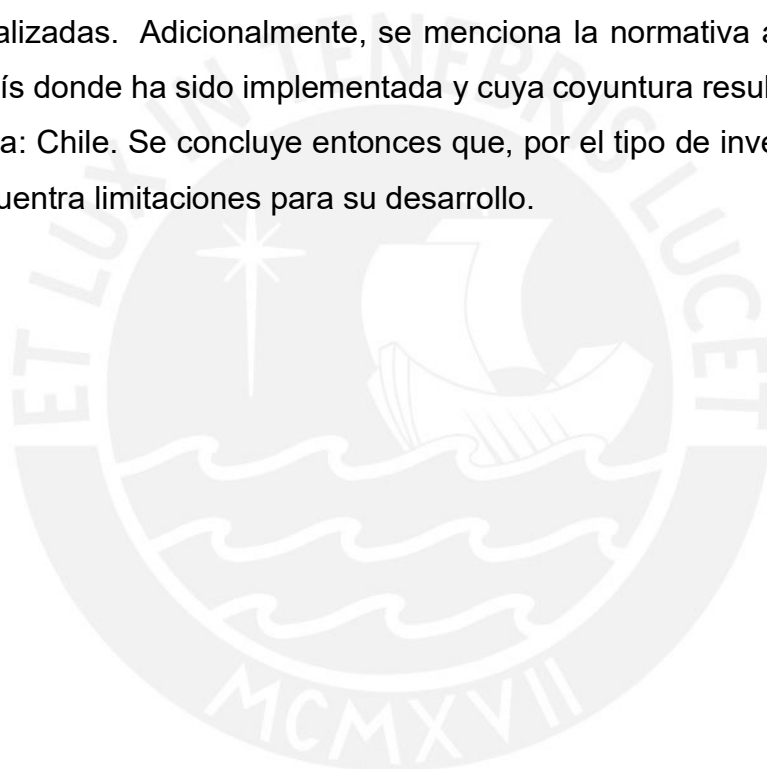 alizadas. Adicionalmente, se menciona la normativa a
ís donde ha sido implementada y cuya coyuntura resul
a: Chile. Se concluye entonces que, por el tipo de inve
uentra limitaciones para su desarrollo.
ET LUX IN TENEBRIS LUCET
MCMXVII